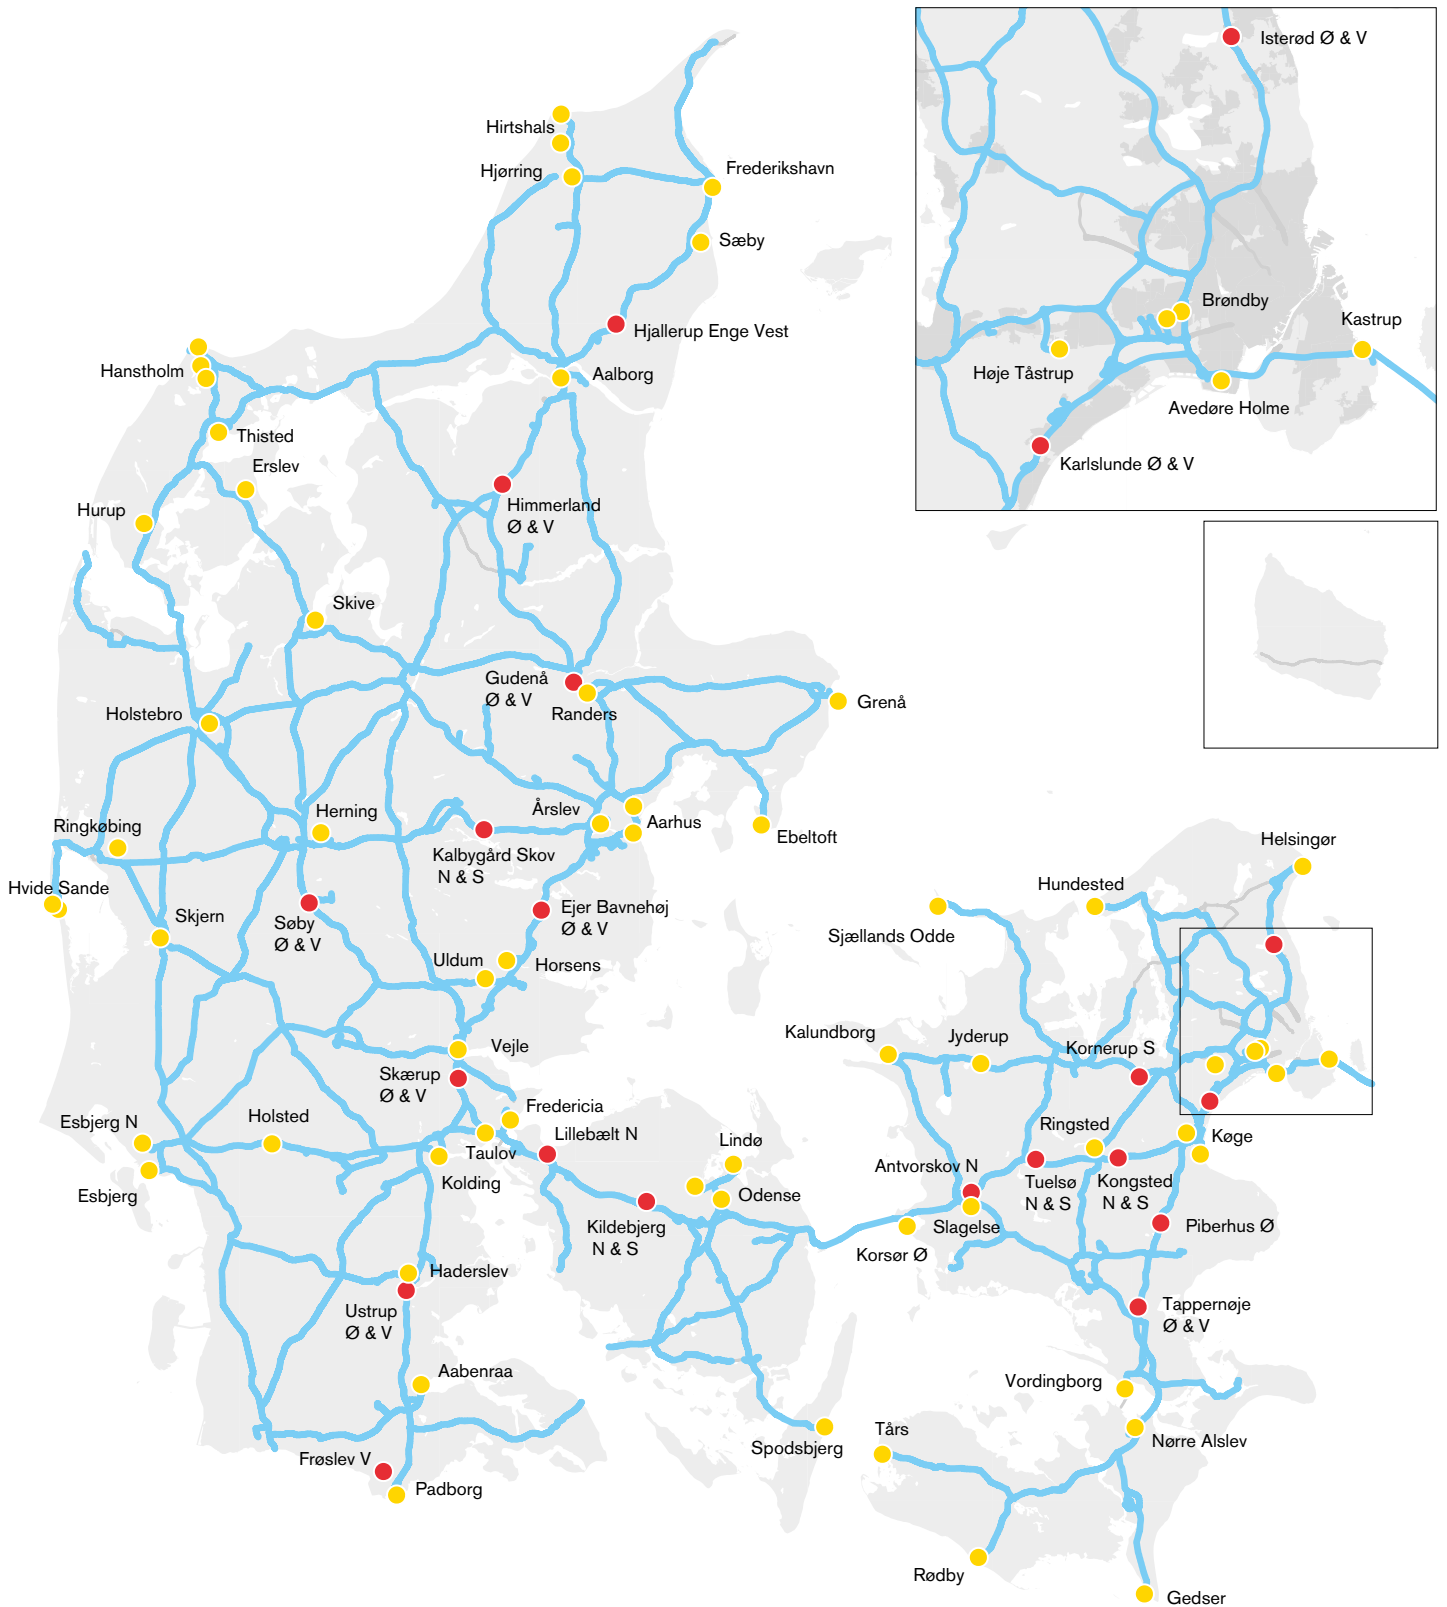 Isterød Ø & V
Hirtshals
Hjørring
Frederikshavn
Sæby
Brøndby
Kastrup
Hjallerup Enge Vest
Hanstholm
Aalborg
Høje Tåstrup
Avedøre Holme
Thisted
Erslev
Karlslunde Ø & V
Hurup
Himmerland
Ø & V
Skive
Gudenå
Ø & V
Randers
Grenå
Holstebro
Herning
Årslev
Aarhus
Ebeltoft
Ringkøbing
Kalbygård Skov
N & S
Helsingør
Hvide Sande
Skjern
Søby
Ø & V
Ejer Bavnehøj
Ø & V
Hundested
Sjællands Odde
Uldum
Horsens
Kalundborg
Jyderup
Kornerup S
Vejle
Skærup
Ø & V
Fredericia
Esbjerg N
Holsted
Taulov
Lillebælt N
Lindø
Ringsted
Køge
Esbjerg
Kolding
Odense
Antvorskov N
Tuelsø
N & S
Kongsted
N & S
Kildebjerg
N & S
Slagelse
Korsør Ø
Piberhus Ø
Haderslev
Ustrup
Ø & V
Tappernøje
Ø & V
Aabenraa
Vordingborg
Spodsbjerg
Tårs
Nørre Alslev
Frøslev V
Padborg
Rødby
Gedser